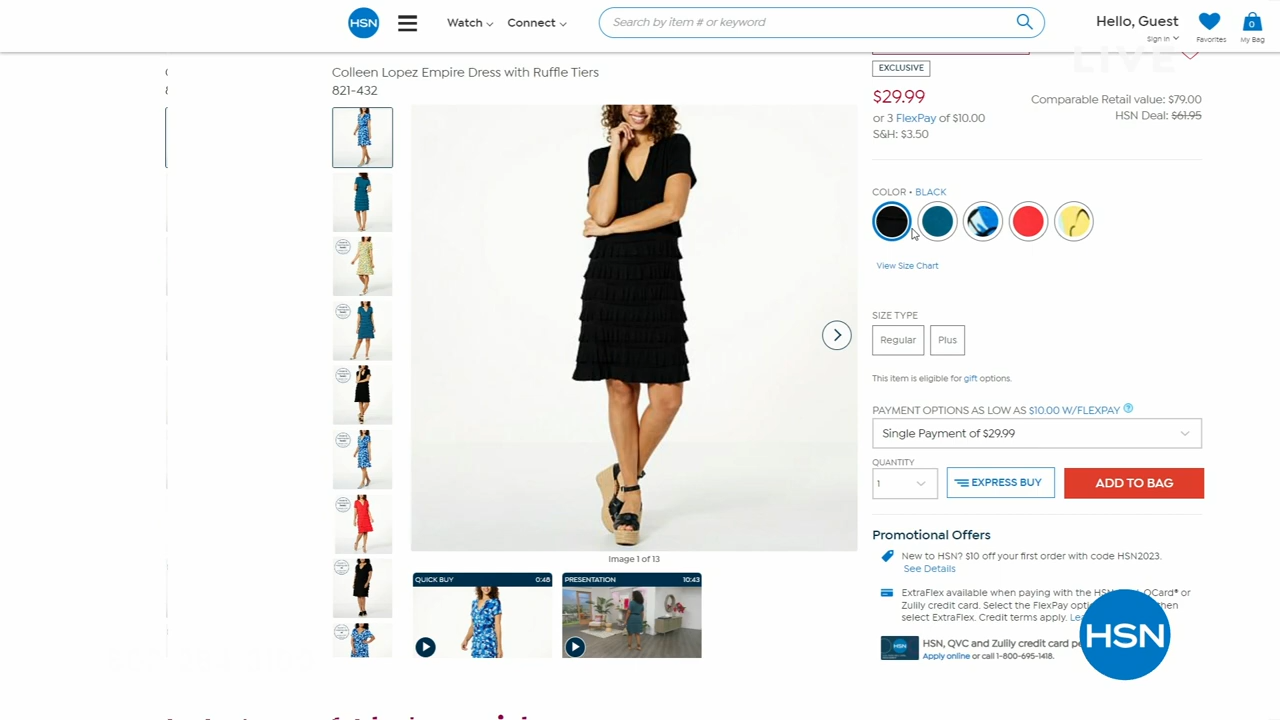 HSN
Watch
Connect
Search by item # or keyword
Hello, Guest
Sign In
Favorites
0
My Bag
LIVE
Colleen Lopez Empire Dress with Ruffle Tiers
821-432
EXCLUSIVE
$29.99
Comparable Retail value: $79.00
or 3 FlexPay of $10.00
HSN Deal: $61.95
S&H: $3.50
COLOR • BLACK
View Size Chart
SIZE TYPE
Regular
Plus
This item is eligible for gift options.
PAYMENT OPTIONS AS LOW AS $10.00 W/FLEXPAY ?
Single Payment of $29.99
QUANTITY
1
EXPRESS BUY
ADD TO BAG
Image 1 of 13
QUICK BUY 0:48
PRESENTATION 10:43
Promotional Offers
New to HSN? $10 off your first order with code HSN2023.
See Details
ExtraFlex available when paying with the HSN QCard® or
Zulily credit card. Select the FlexPay
select ExtraFlex. Credit terms apply.
HSN, QVC and Zulily credit card
Apply online or call 1-800-695-1418.
HSN